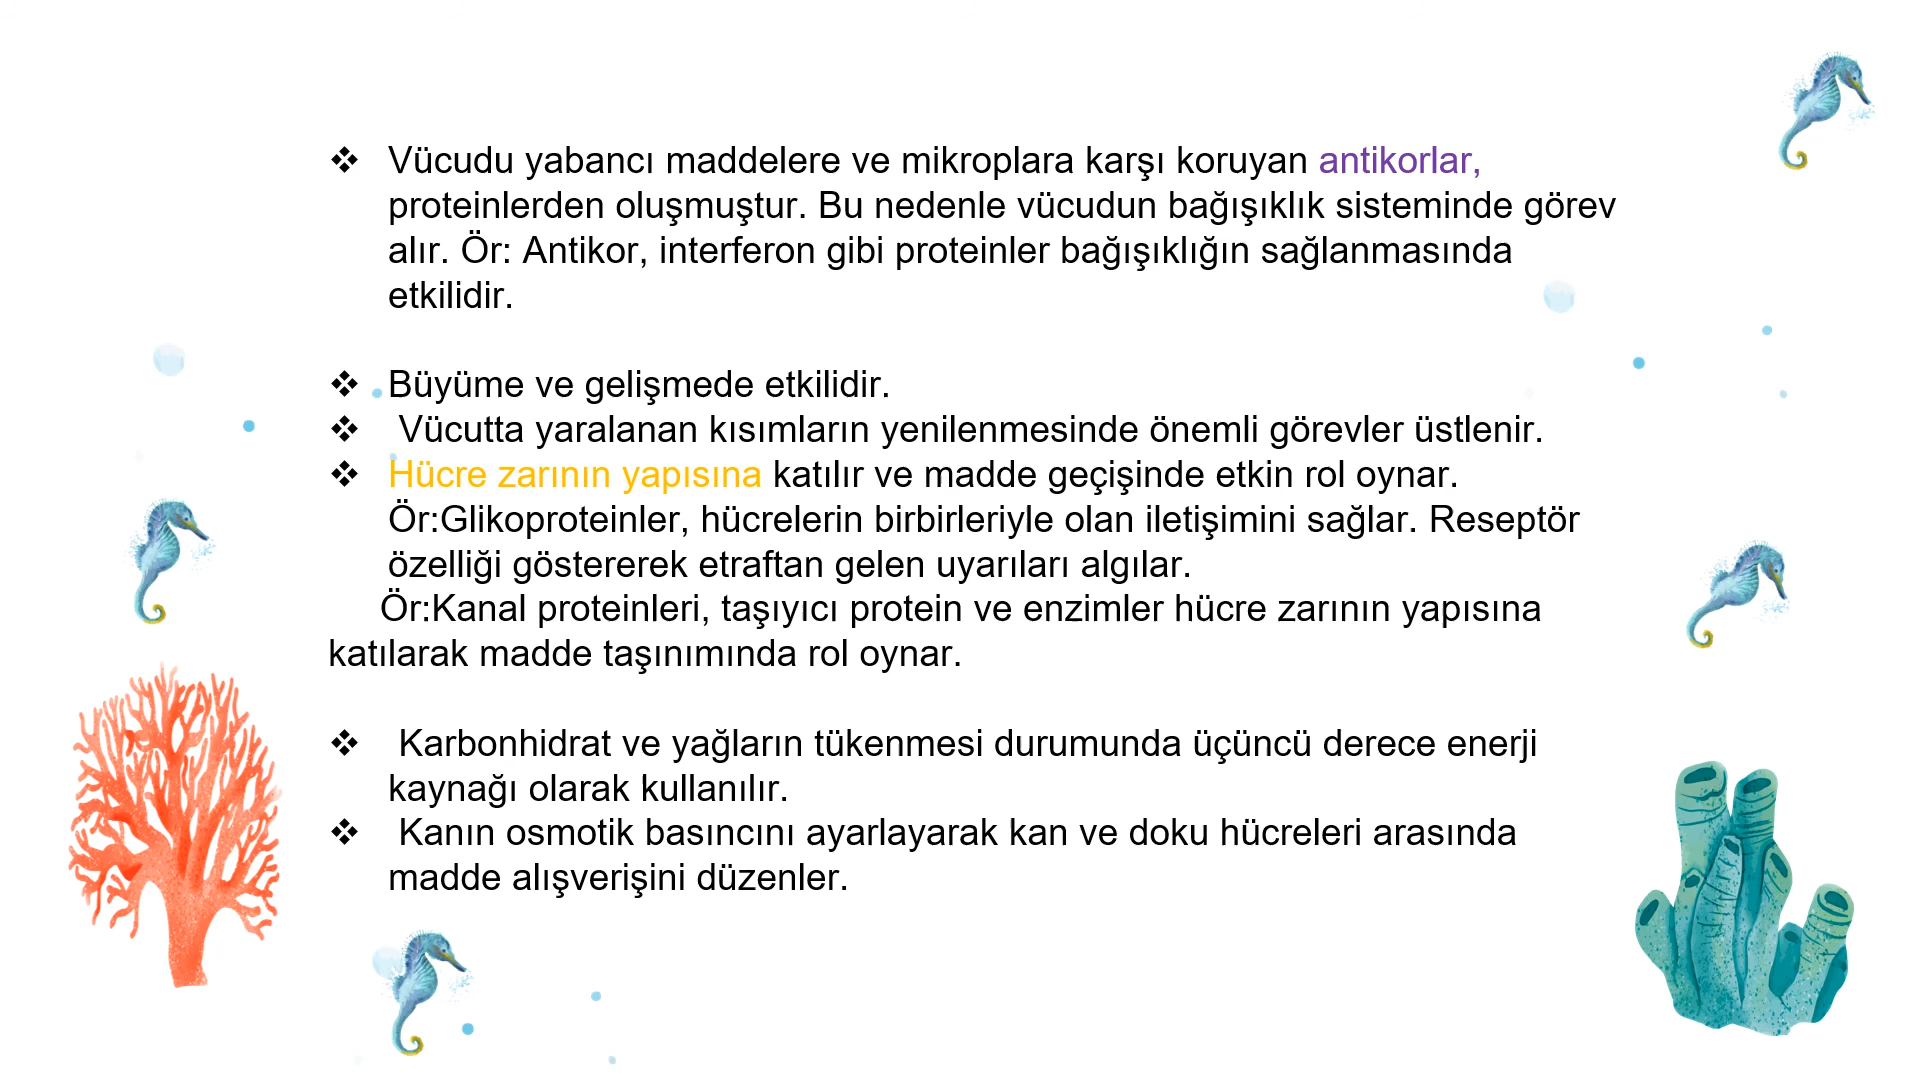 ❖ Vücudu yabancı maddelere ve mikroplara karşı koruyan antikorlar,
proteinlerden oluşmuştur. Bu nedenle vücudun bağışıklık sisteminde görev
alır. Ör: Antikor, interferon gibi proteinler bağışıklığın sağlanmasında
etkilidir.
❖ Büyüme ve gelişmede etkilidir.
❖ Vücutta yaralanan kısımların yenilenmesinde önemli görevler üstlenir.
❖ Hücre zarının yapısına katılır ve madde geçişinde etkin rol oynar.
Ör:Glikoproteinler, hücrelerin birbirleriyle olan iletişimini sağlar. Reseptör
özelliği göstererek etraftan gelen uyarıları algılar.
Ör:Kanal proteinleri, taşıyıcı protein ve enzimler hücre zarının yapısına
katılarak madde taşınımında rol oynar.
❖ Karbonhidrat ve yağların tükenmesi durumunda üçüncü derece enerji
kaynağı olarak kullanılır.
❖ Kanın osmotik basıncını ayarlayarak kan ve doku hücreleri arasında
madde alışverişini düzenler.